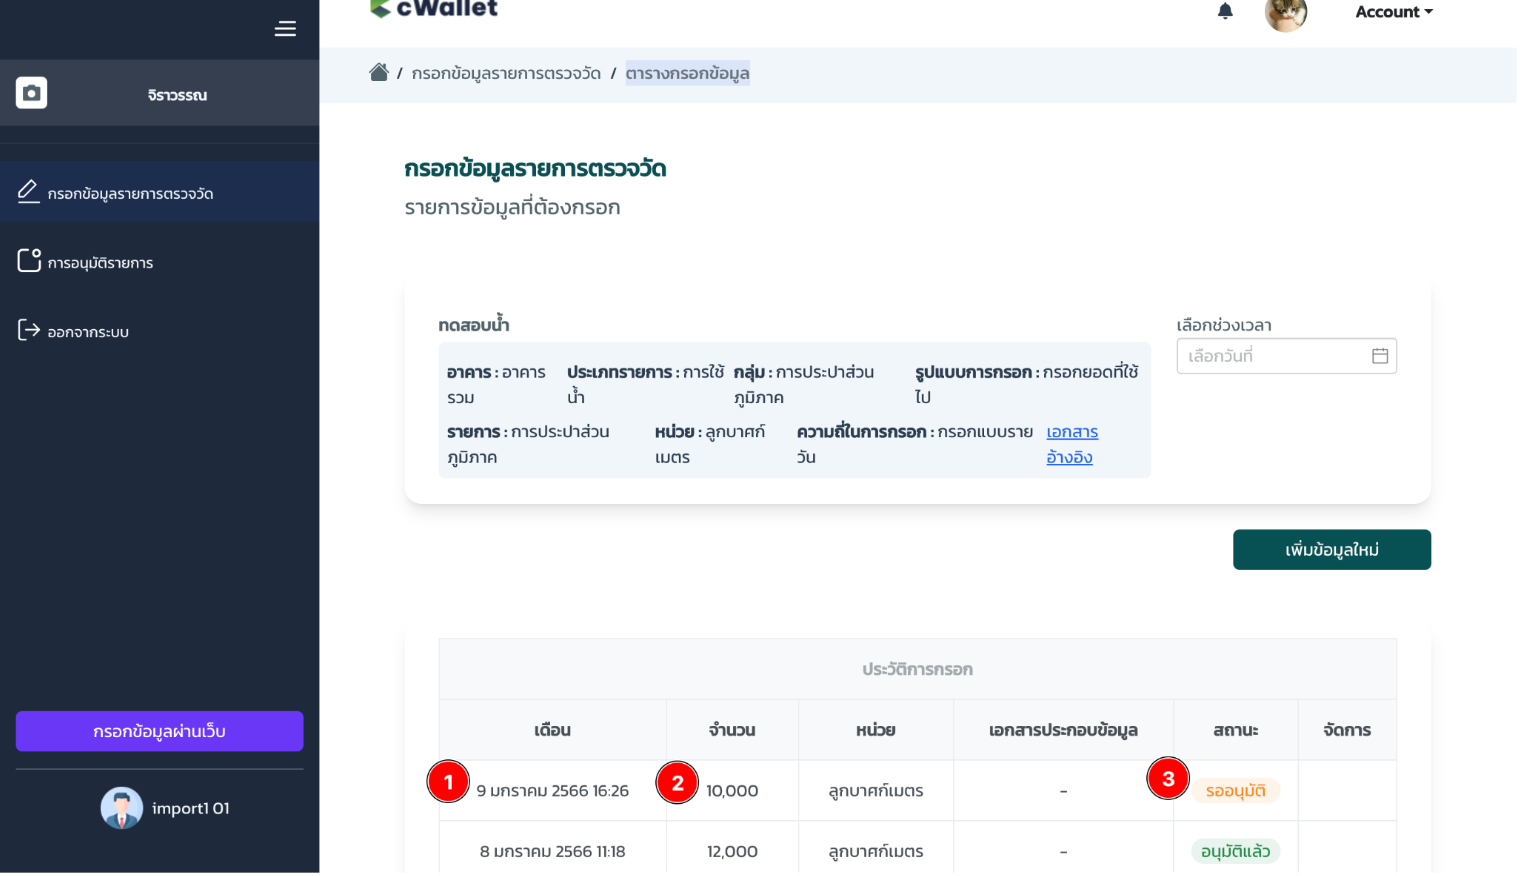 cWallet
Account
จิราวรรณ
/ กรอกข้อมูลรายการตรวจวัด / ตารางกรอกข้อมูล
กรอกข้อมูลรายการตรวจวัด
การอนุมัติรายการ
ออกจากระบบ
กรอกข้อมูลผ่านเว็บ
import1 01
กรอกข้อมูลรายการตรวจวัด
รายการข้อมูลที่ต้องกรอก
ทดสอบน้ำ
อาคาร : อาคารรวม
ประเภทรายการ : การใช้น้ำ
กลุ่ม : การประปาส่วนภูมิภาค
รูปแบบการกรอก : กรอกยอดที่ใช้ไป
รายการ : การประปาส่วนภูมิภาค
หน่วย : ลูกบาศก์เมตร
ความถี่ในการกรอก : กรอกแบบรายวัน
เอกสารอ้างอิง
เลือกช่วงเวลา
เลือกวันที่
เพิ่มข้อมูลใหม่
ประวัติการกรอก
เดือน จำนวน หน่วย เอกสารประกอบข้อมูล สถานะ จัดการ
1 9 มกราคม 2566 16:26 2 10,000 ลูกบาศก์เมตร - 3 รออนุมัติ
8 มกราคม 2566 11:18 12,000 ลูกบาศก์เมตร - อนุมัติแล้ว